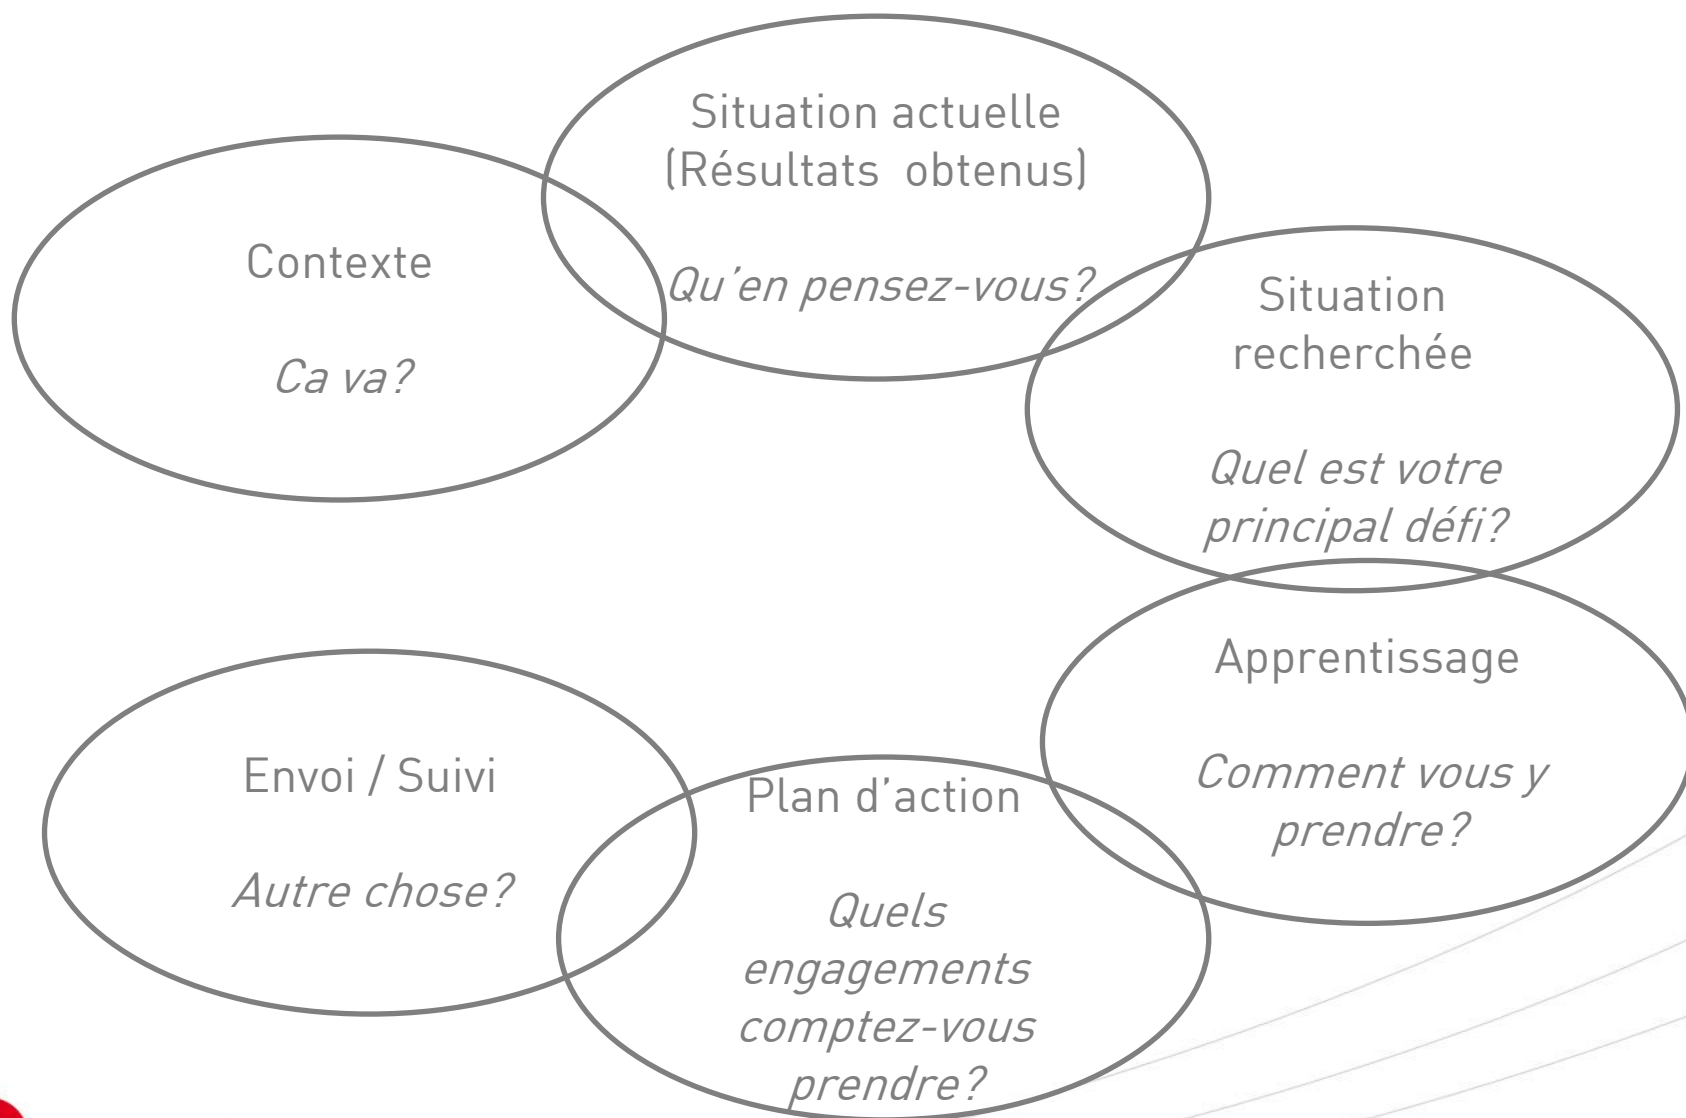 Contexte
Ca va?
Situation actuelle
(Résultats obtenus)
Qu'en pensez-vous?
Situation
recherchée
Quel est votre
principal défi?
Apprentissage
Comment vous y
prendre?
Plan d'action
Quels
engagements
comptez-vous
prendre?
Envoi / Suivi
Autre chose?